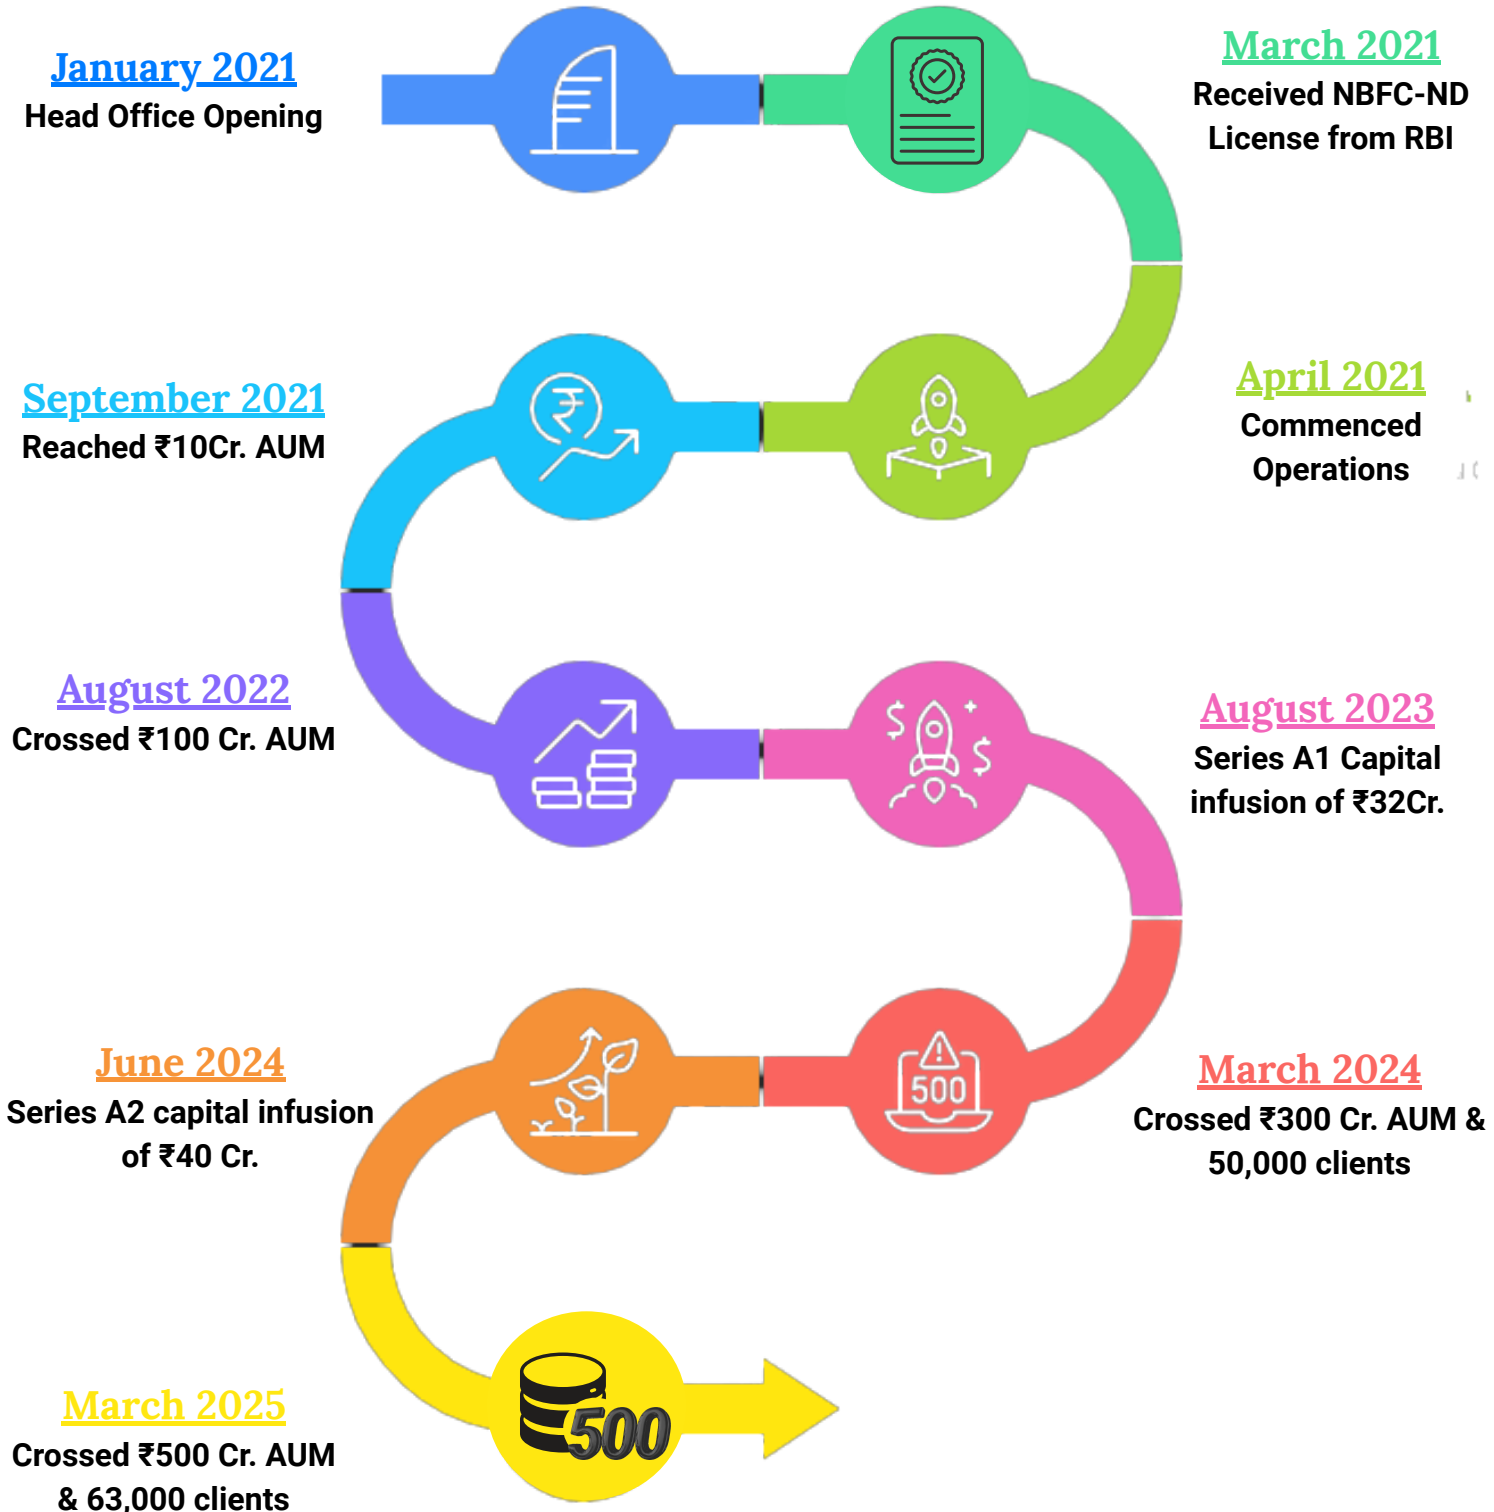 January 2021
Head Office Opening
March 2021
Received NBFC-ND
License from RBI
April 2021
Commenced
Operations
September 2021
Reached ₹10Cr. AUM
₹
August 2022
Crossed ₹100 Cr. AUM
August 2023
Series A1 Capital
infusion of ₹32Cr.
$
$
March 2024
Crossed ₹300 Cr. AUM &
50,000 clients
500
June 2024
Series A2 capital infusion
of ₹40 Cr.
March 2025
Crossed ₹500 Cr. AUM
& 63,000 clients
500